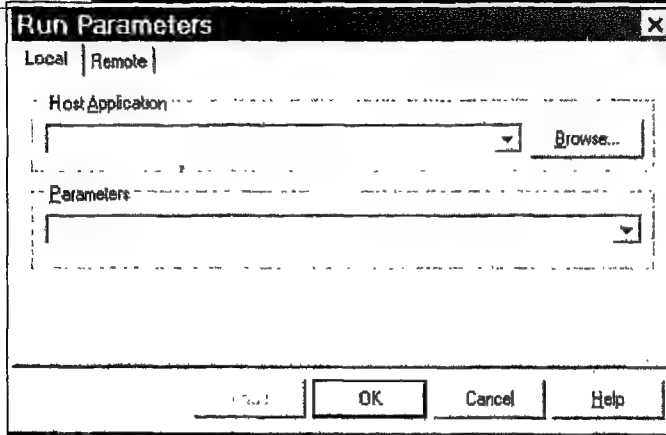 Run Parameters
Local Remote
Host Application
Browse...
Parameters
OK Cancel Help